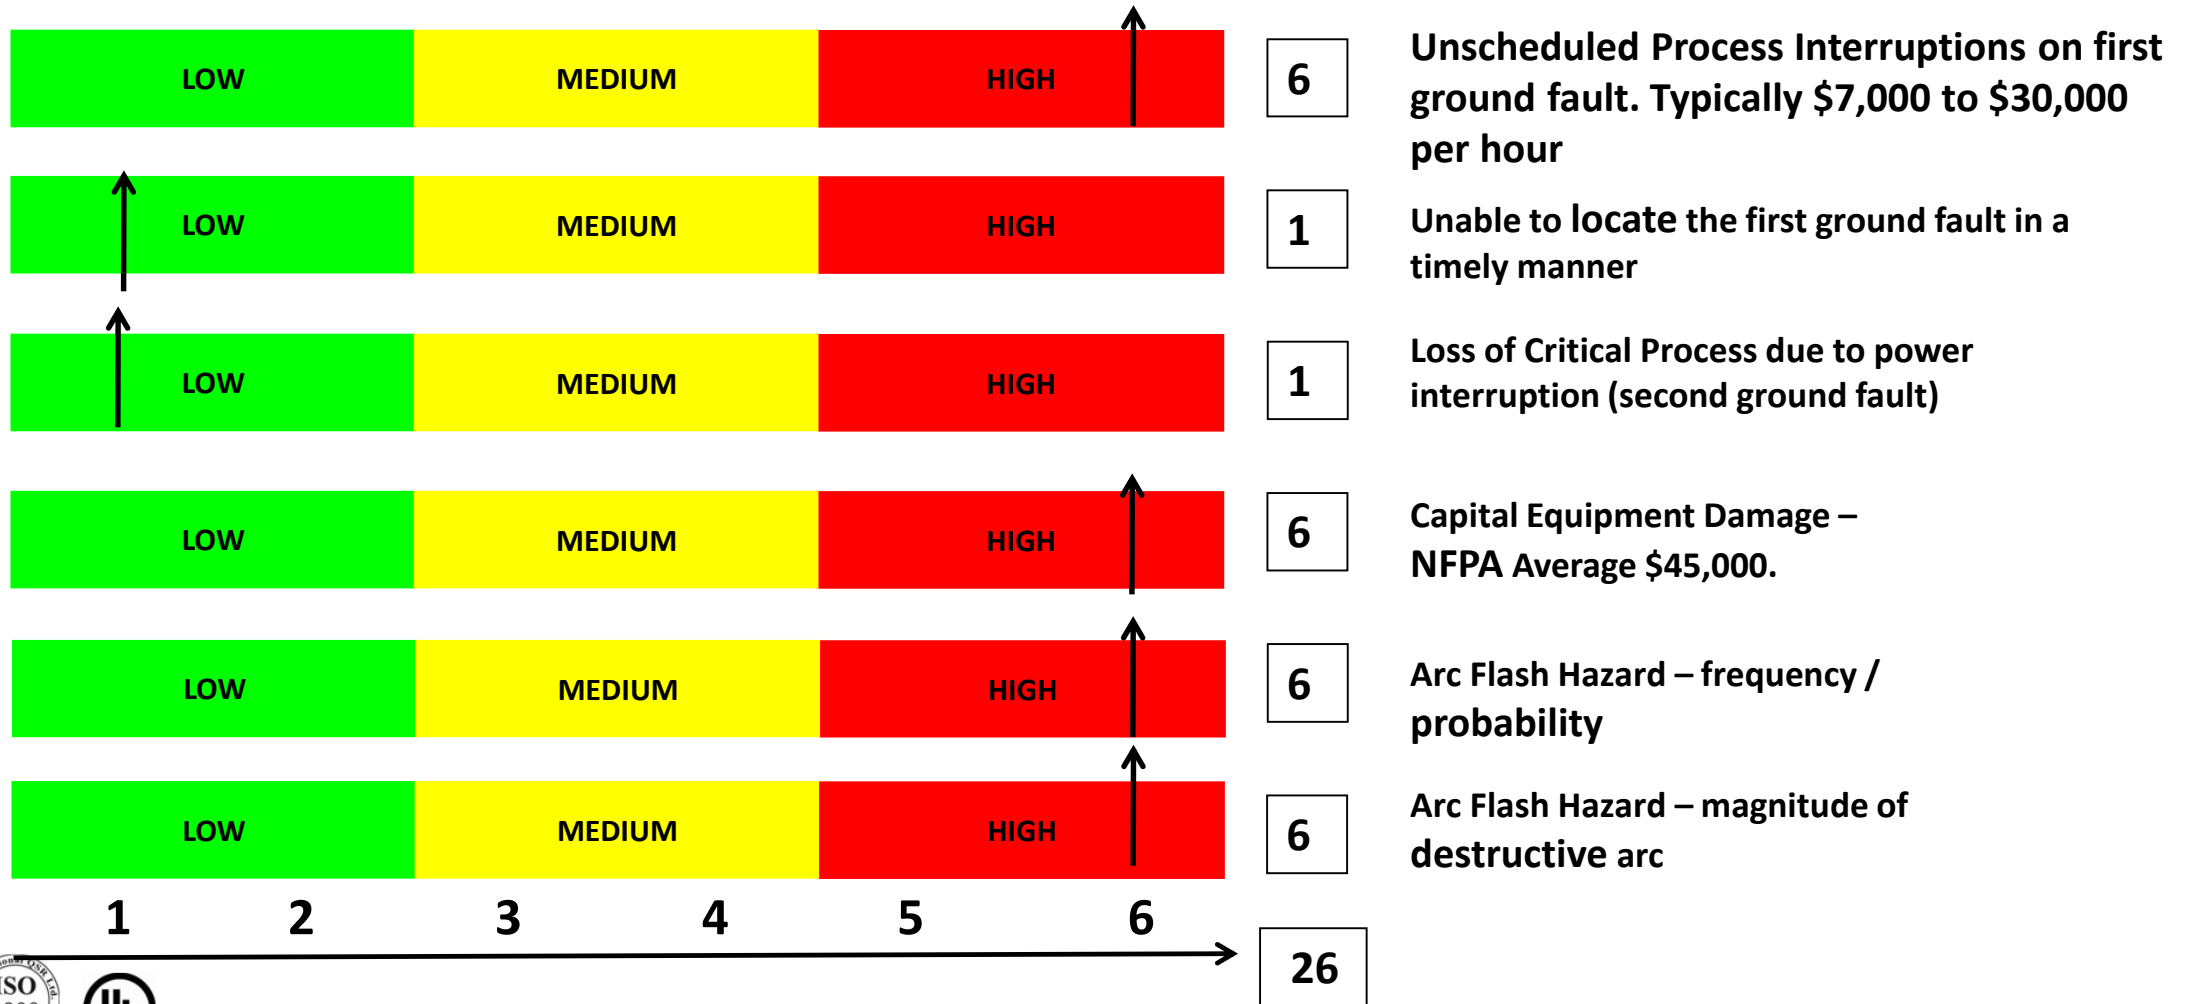 LOW MEDIUM HIGH 6 Unscheduled Process Interruptions on first
ground fault. Typically $7,000 to $30,000
per hour
LOW MEDIUM HIGH 1 Unable to locate the first ground fault in a
timely manner
LOW MEDIUM HIGH 1 Loss of Critical Process due to power
interruption (second ground fault)
LOW MEDIUM HIGH 6 Capital Equipment Damage –
NFPA Average $45,000.
LOW MEDIUM HIGH 6 Arc Flash Hazard – frequency /
probability
LOW MEDIUM HIGH 6 Arc Flash Hazard – magnitude of
destructive arc
1 2 3 4 5 6
26
ISO